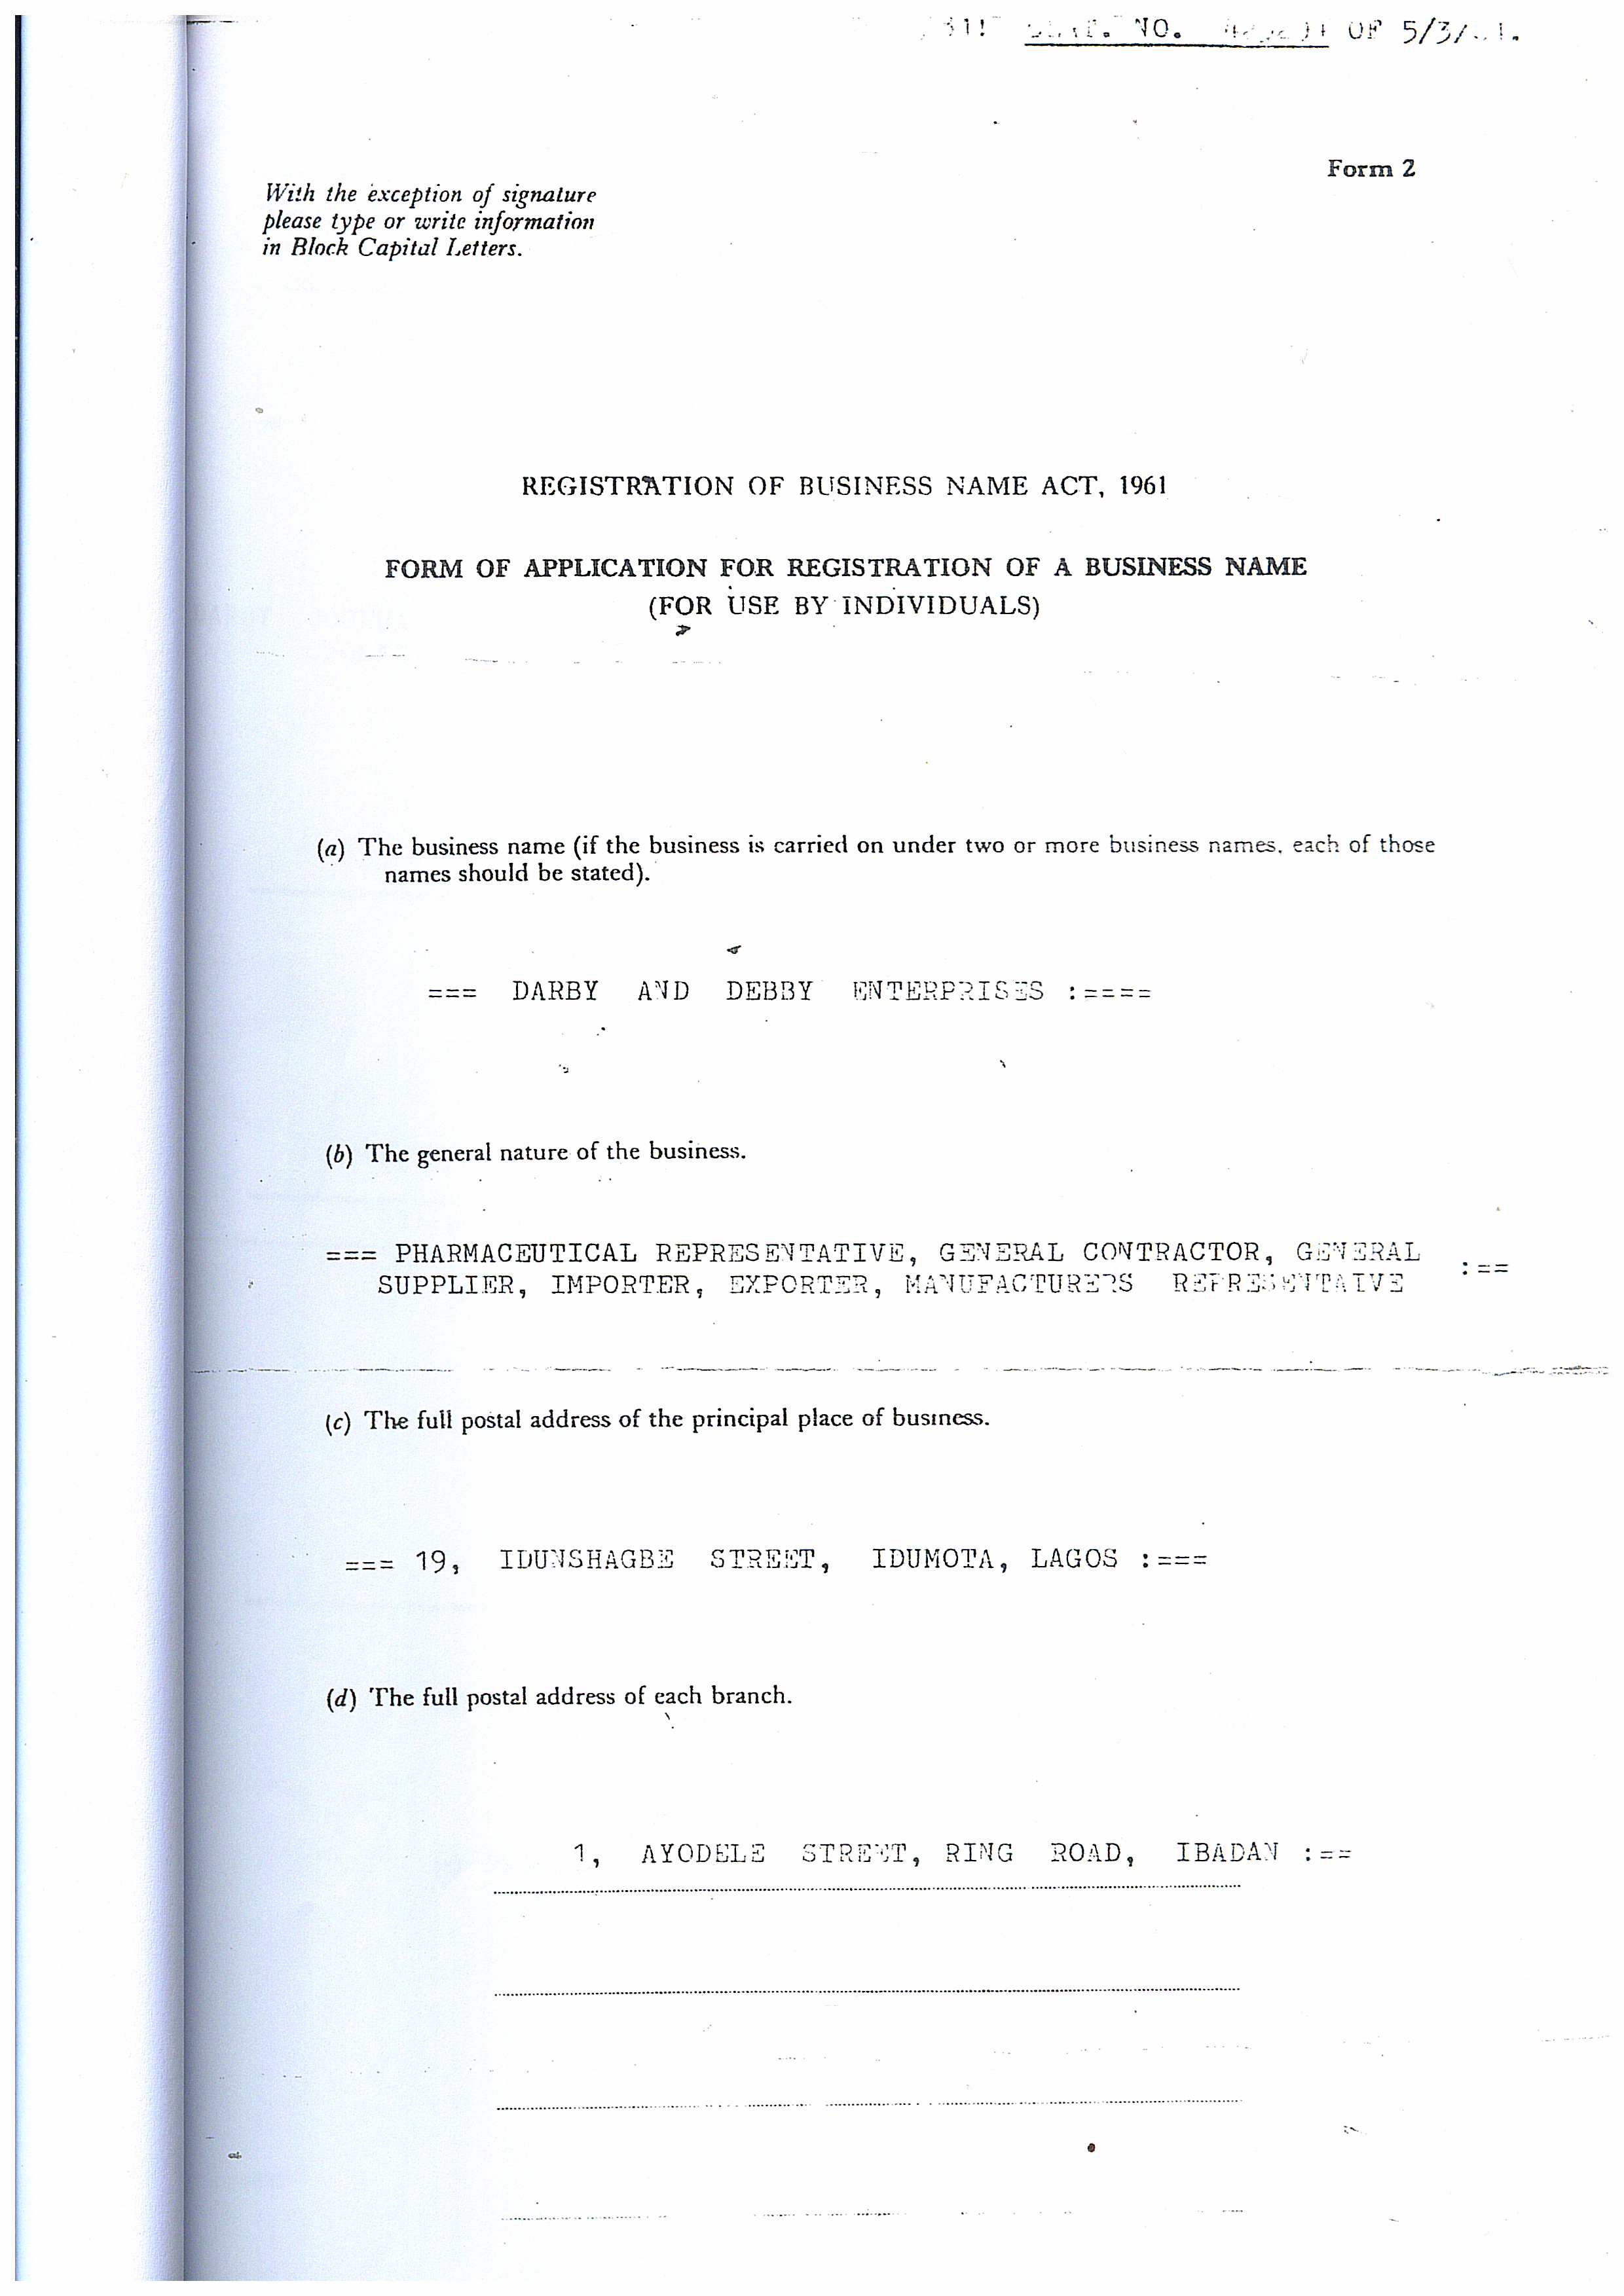 NO. OF 5/3/
Form 2
With the exception of signature
please type or write information
in Block Capital Letters.
REGISTRATION OF BUSINESS NAME ACT, 1961
FORM OF APPLICATION FOR REGISTRATION OF A BUSINESS NAME
(FOR USE BY INDIVIDUALS)
(a) The business name (if the business is carried on under two or more business names, each of those
names should be stated).
=== DARBY AND DEBBY ENTERPRISES :====
(b) The general nature of the business.
=== PHARMACEUTICAL REPRESENTATIVE, GENERAL CONTRACTOR, GENERAL
SUPPLIER, IMPORTER, EXPORTER, MANUFACTURERS REPRESENTAIVE :==
(c) The full postal address of the principal place of business.
=== 19, IDUNSHAGBE STREET, IDUMOTA, LAGOS :===
(d) The full postal address of each branch.
1, AYODELE STREET, RING ROAD, IBADAN :==